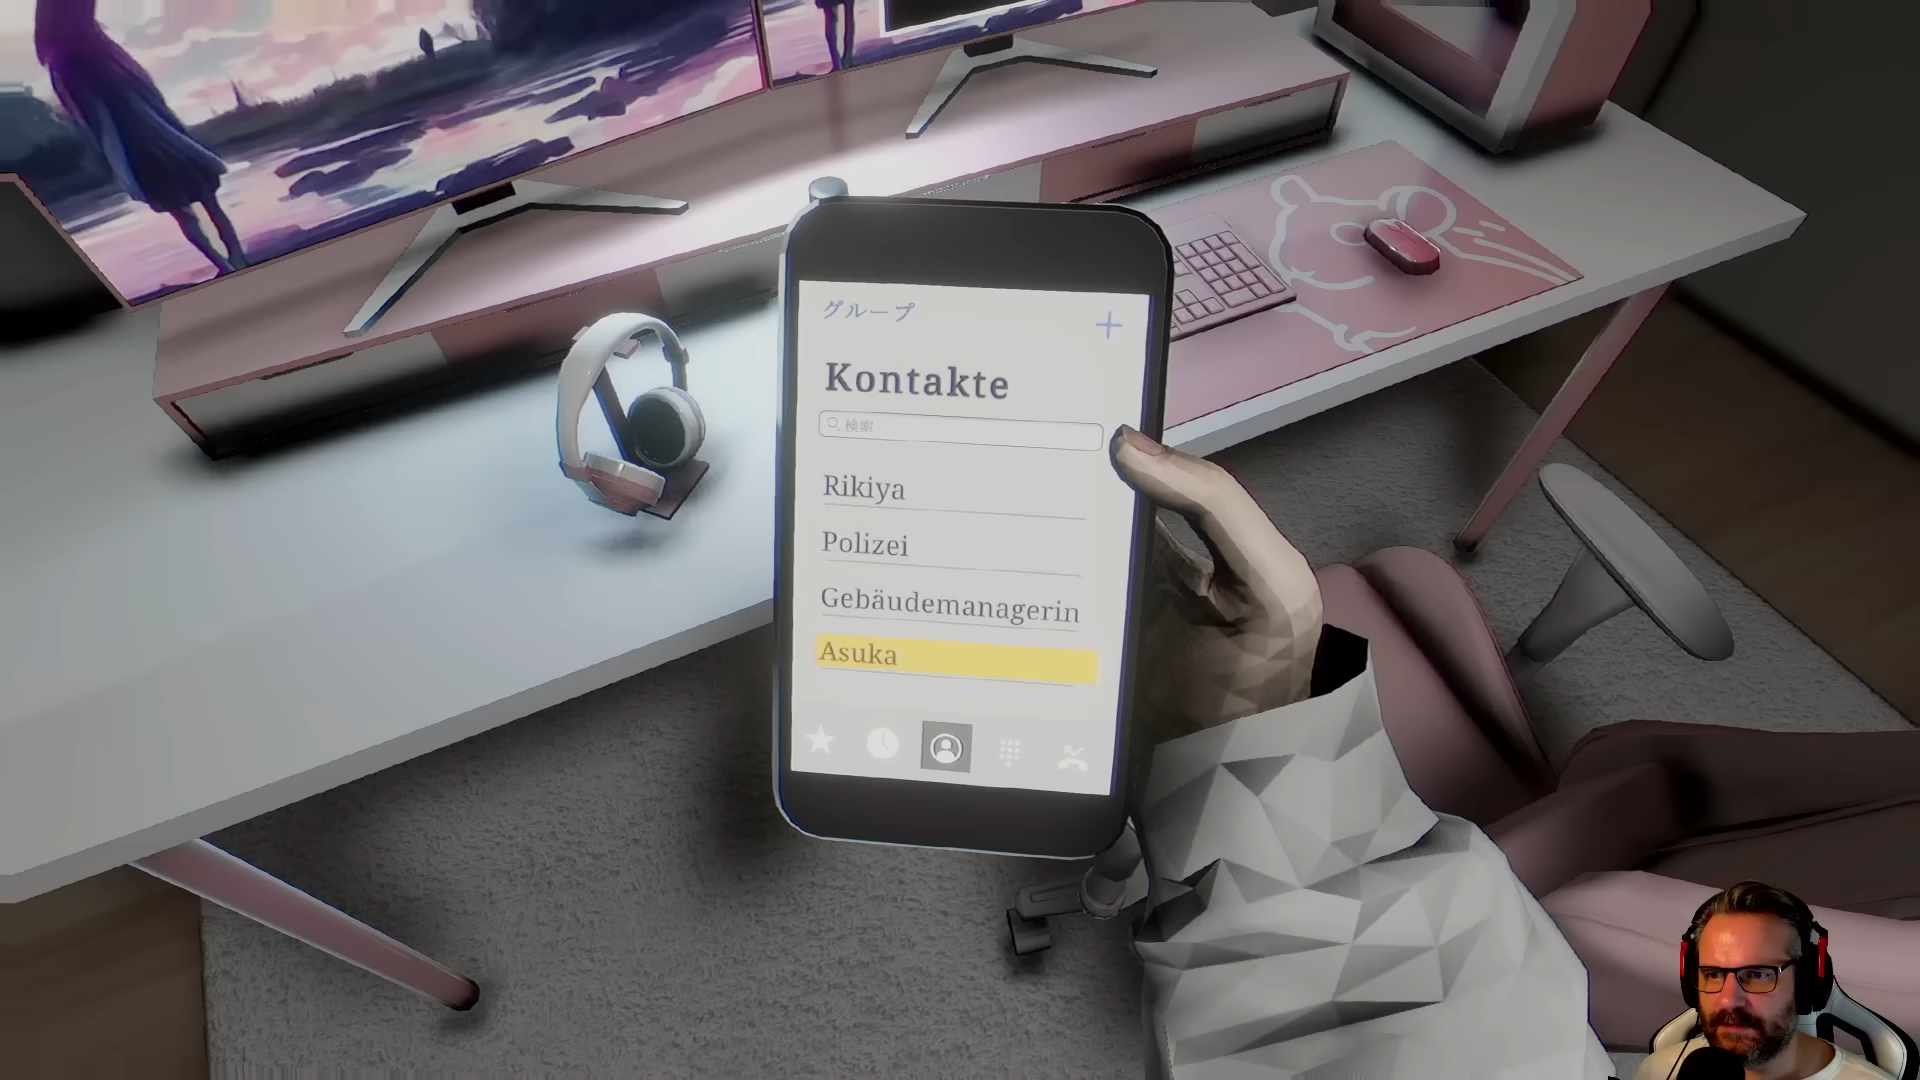 グループ
Kontakte
検索
Rikiya
Polizei
Gebäudemanagerin
Asuka